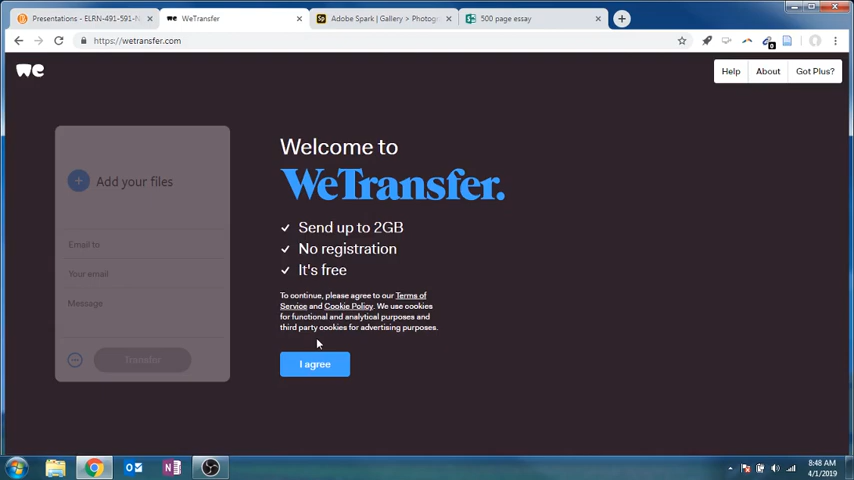 Presentations - ELRN-491-591-N
WeTransfer
Adobe Spark | Gallery > Photogr
500 page essay
https://wetransfer.com
0
we
Help
About
Got Plus?
Welcome to
WeTransfer.
Add your files
Send up to 2GB
No registration
It's free
Email to
Your email
Message
To continue, please agree to our Terms of
Service and Cookie Policy. We use cookies
for functional and analytical purposes and
third party cookies for advertising purposes.
Transfer
I agree
8:48 AM
4/1/2019